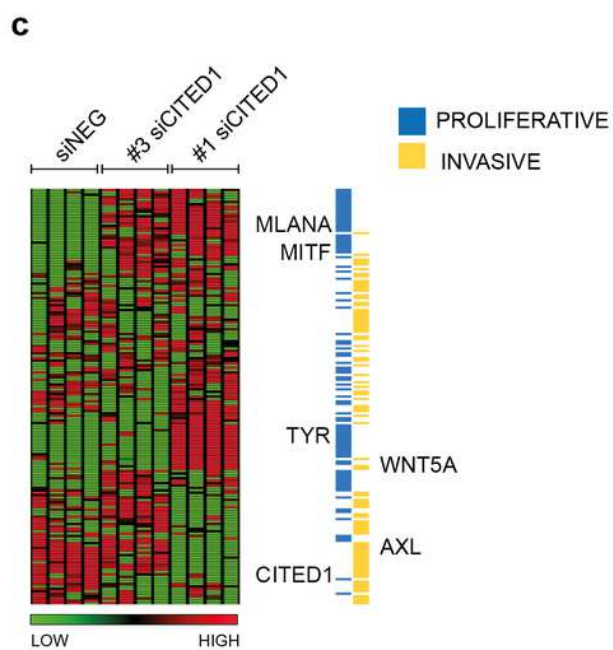 c
siNEG
#3 siCITED1
#1 siCITED1
PROLIFERATIVE
INVASIVE
MLANA
MITF
TYR
WNT5A
AXL
CITED1
LOW HIGH